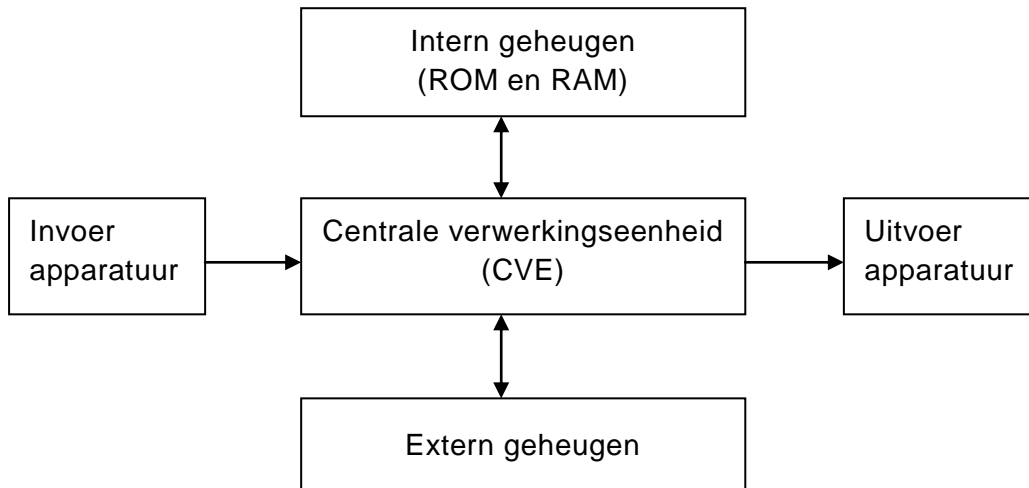 Intern geheugen
(ROM en RAM)
Invoer
apparatuur
Centrale verwerkingseenheid
(CVE)
Uitvoer
apparatuur
Extern geheugen